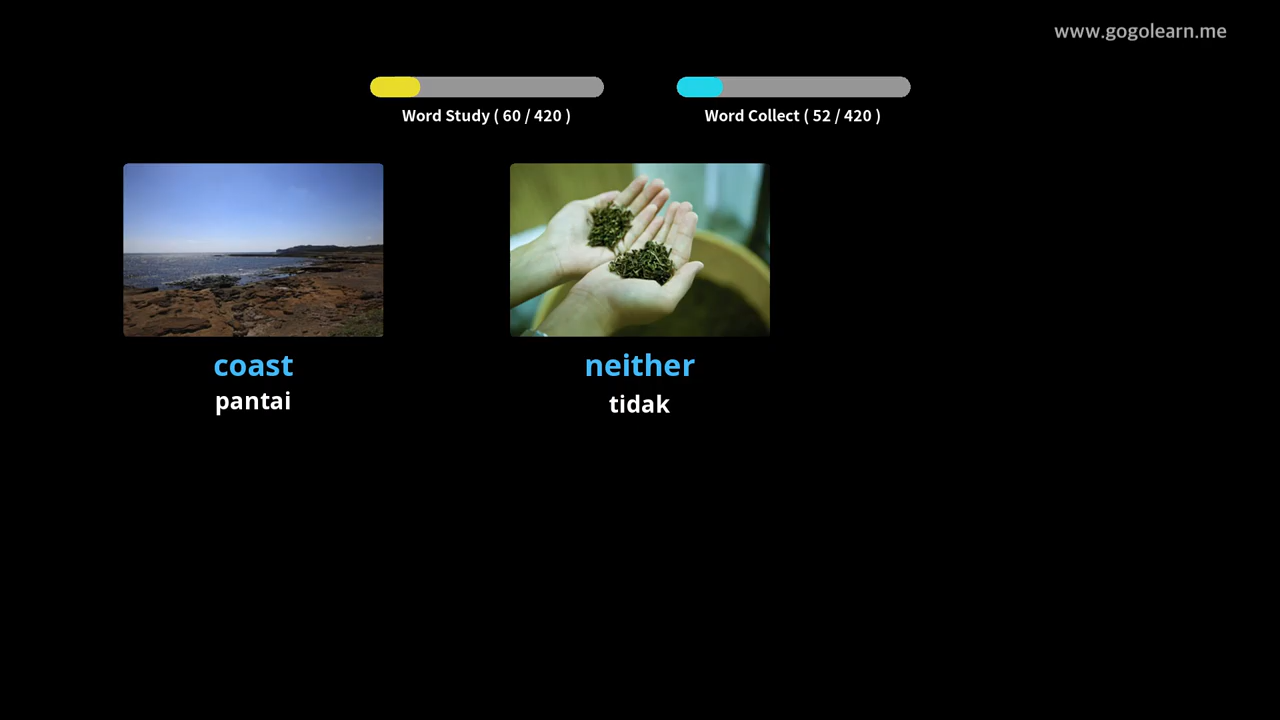 www.gogolearn.me
Word Study ( 60 / 420 )
Word Collect ( 52 / 420 )
coast
pantai
neither
tidak